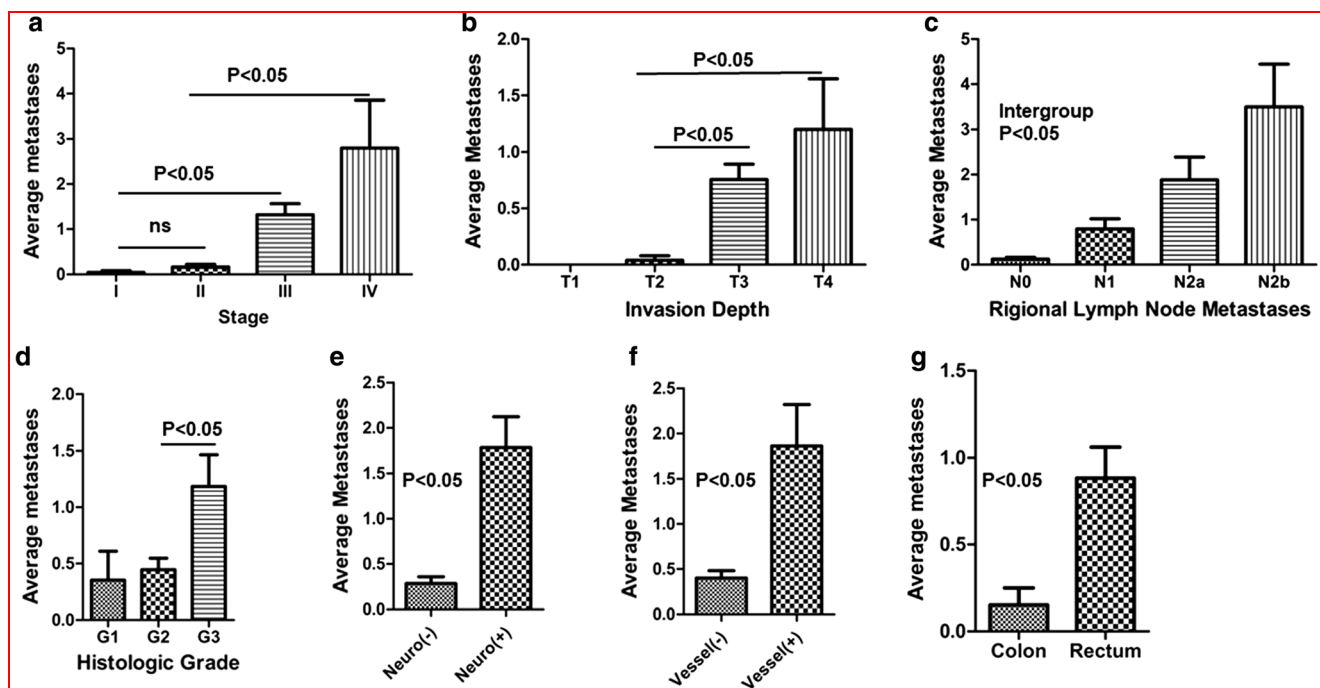 a
Average metastases
5
4
3
2
1
0
P<0.05
P<0.05
ns
I II III IV
Stage
b
Average Metastases
2.0
1.5
1.0
0.5
0.0
P<0.05
P<0.05
T1 T2 T3 T4
Invasion Depth
c
Average Metastases
5
4
3
2
1
0
Intergroup
P<0.05
N0 N1 N2a N2b
Rigional Lymph Node Metastases
d
Average metastases
2.0
1.5
1.0
0.5
0.0
P<0.05
G1 G2 G3
Histologic Grade
e
Average Metastases
2.5
2.0
1.5
1.0
0.5
0.0
P<0.05
Neuro(-) Neuro(+)
f
Average Metastases
2.5
2.0
1.5
1.0
0.5
0.0
P<0.05
Vessel(-) Vessel(+)
g
Average metastases
1.5
1.0
0.5
0.0
P<0.05
Colon Rectum